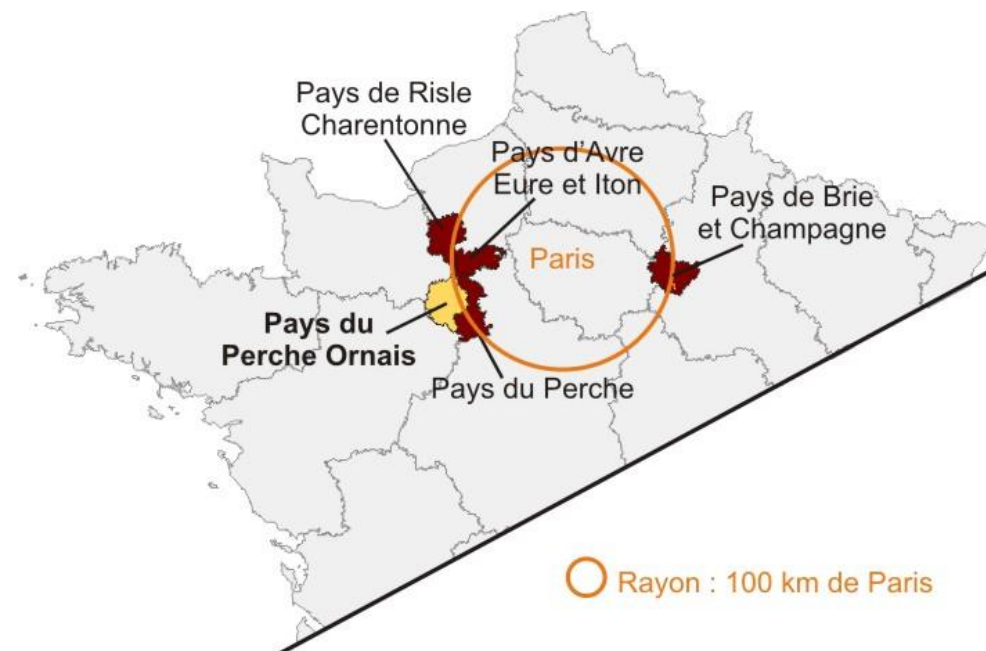 Pays de Risle
Charentonne
Pays d'Avre
Eure et Iton
Pays de Brie
et Champagne
Paris
Pays du
Perche Ornais
Pays du Perche
Rayon : 100 km de Paris